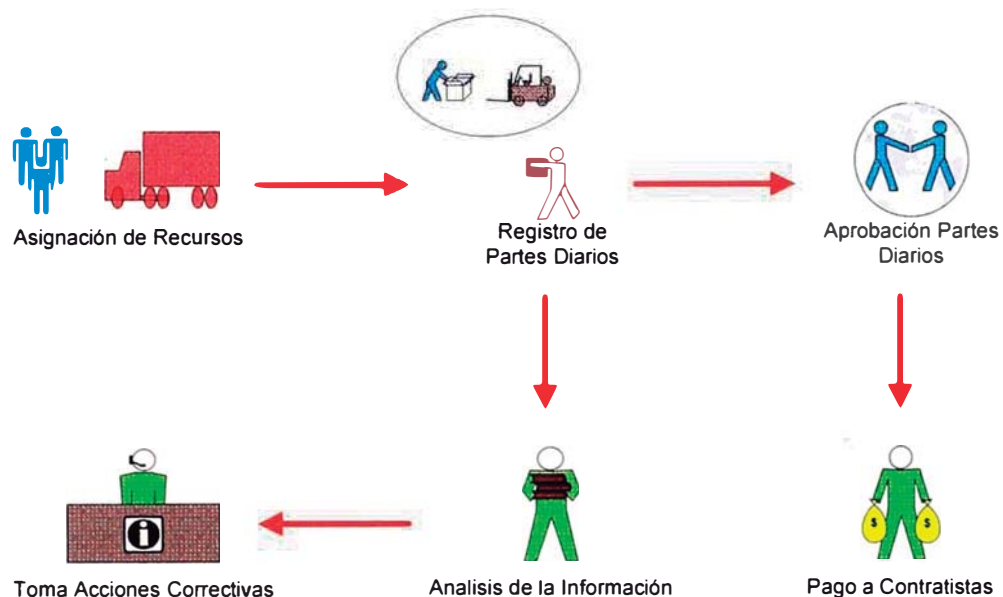 Asignación de Recursos
Registro de
Partes Diarios
Aprobación Partes
Diarios
Toma Acciones Correctivas
i
Analisis de la Información
$ $
Pago a Contratistas